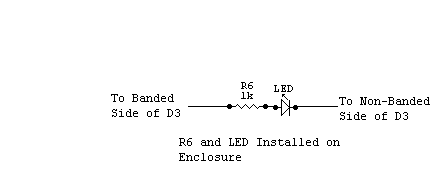 R6
1k
LED
To Banded
Side of D3
To Non-Banded
Side of D3
R6 and LED Installed on
Enclosure